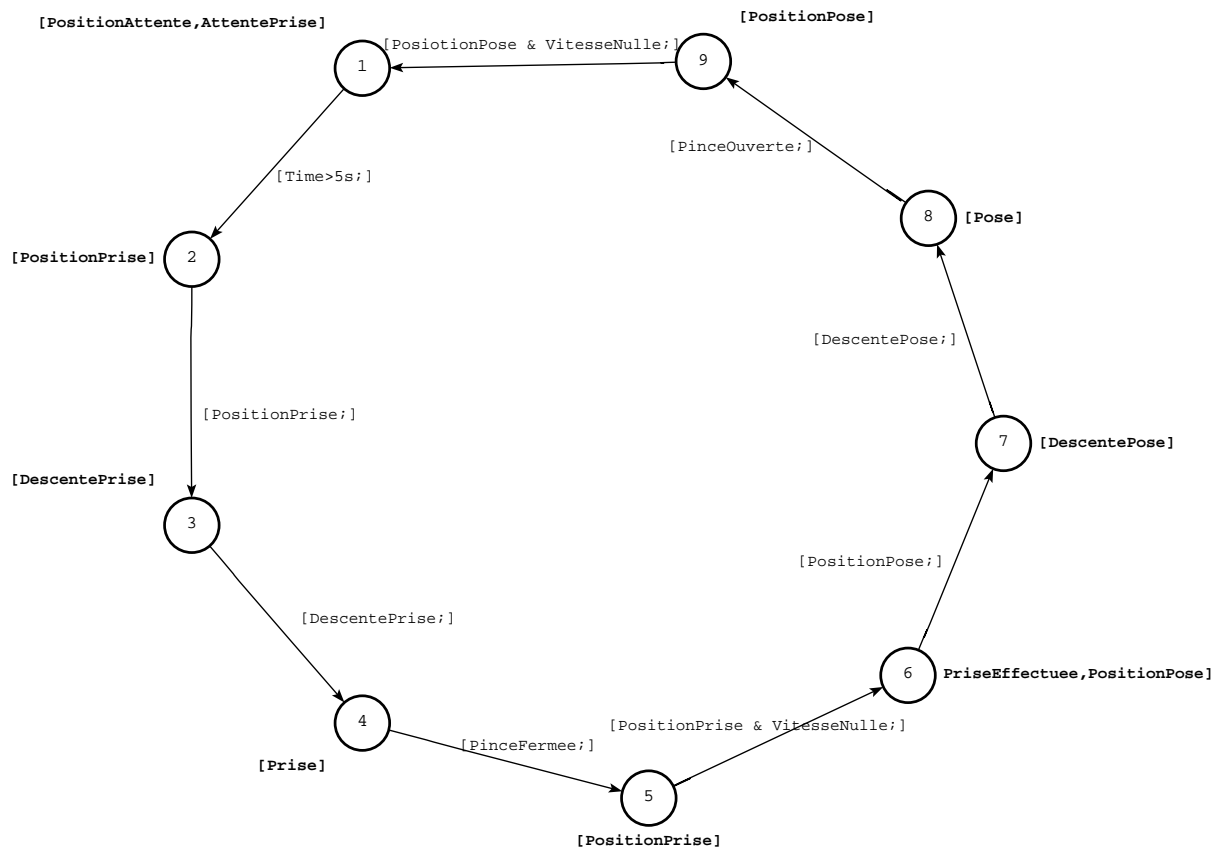 [PositionAttente,AttentePrise]
[PositionPose]
[PosiotionPose & VitesseNulle;]
1
9
[PinceOuverte;]
[Time>5s;]
8
[Pose]
[PositionPrise]
2
[DescentePose;]
[PositionPrise;]
7
[DescentePose]
[DescentePrise]
3
[PositionPose;]
[DescentePrise;]
6
PriseEffectuee,PositionPose]
4
[PositionPrise & VitesseNulle;]
[PinceFermee;]
[Prise]
5
[PositionPrise]